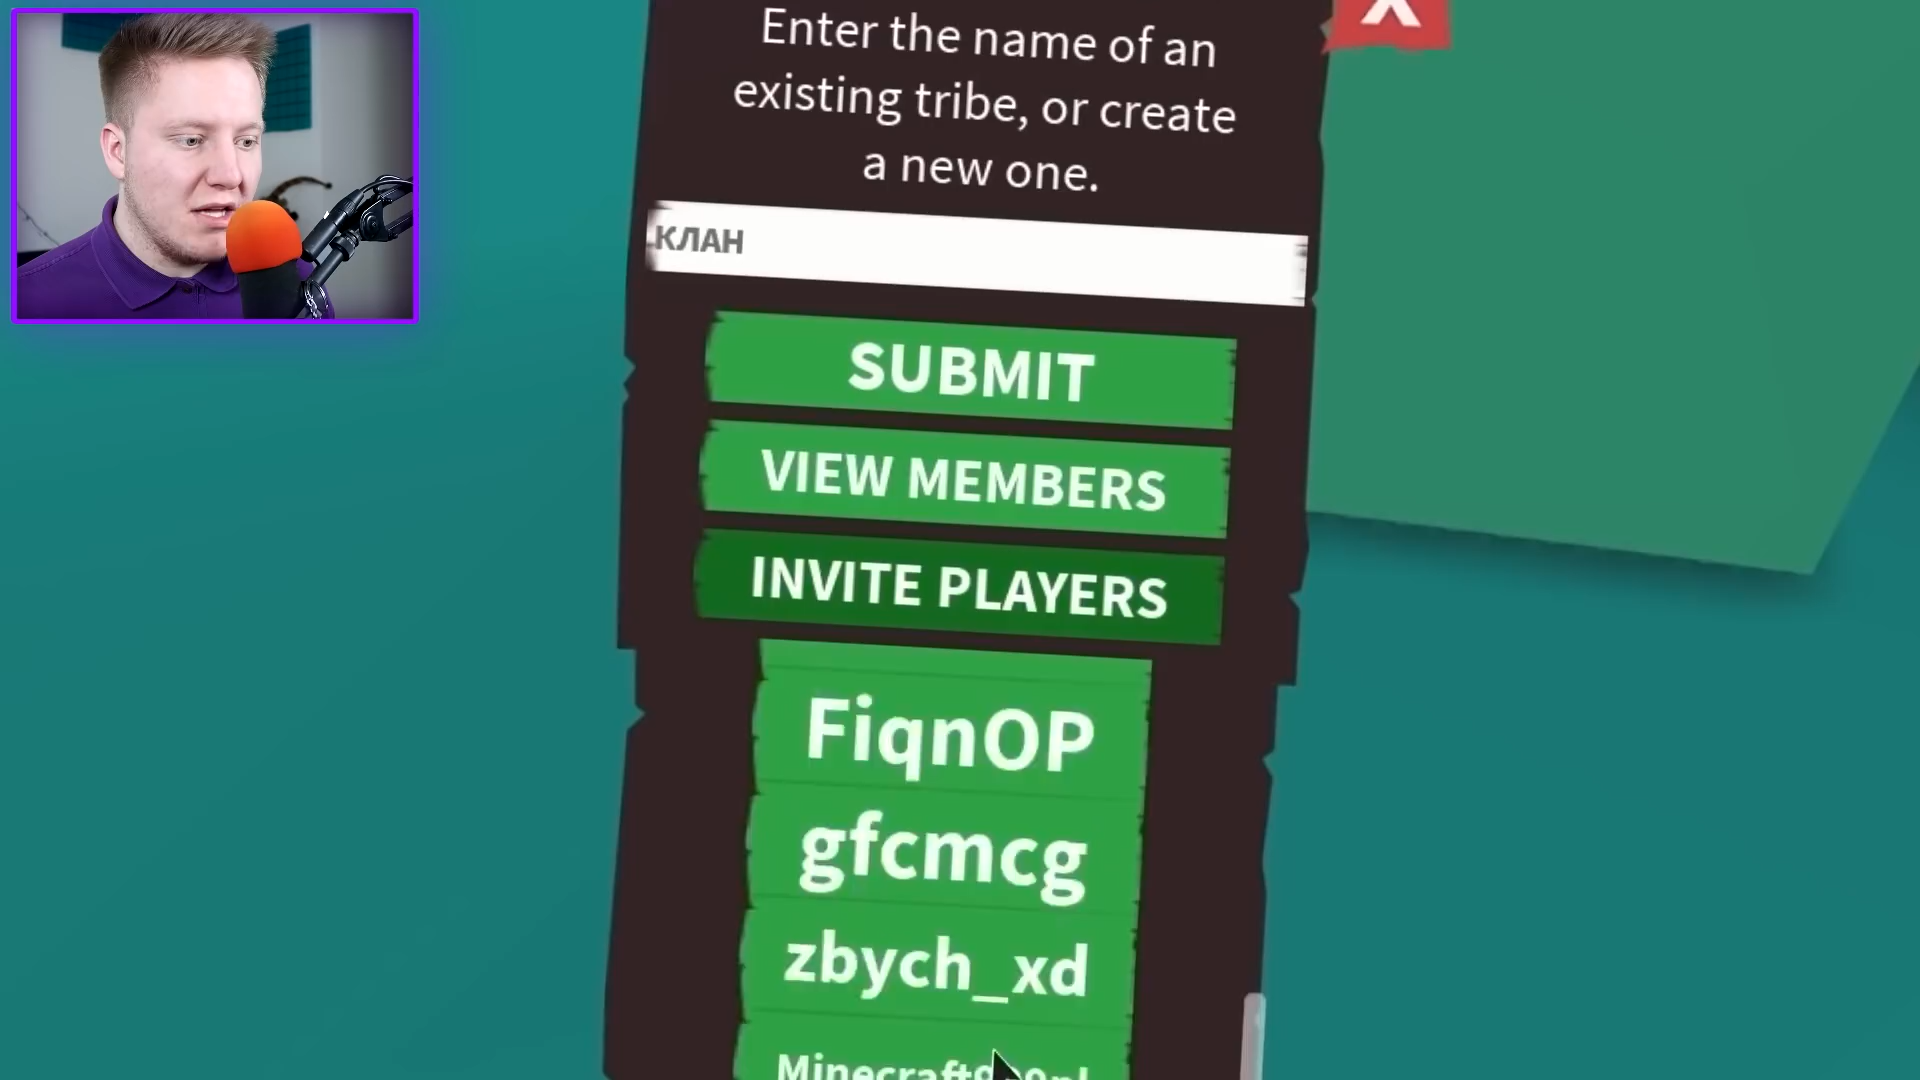 X
Enter the name of an
existing tribe, or create
a new one.
КЛАН
SUBMIT
VIEW MEMBERS
INVITE PLAYERS
FiqnOP
gfcmcg
zbych_xd